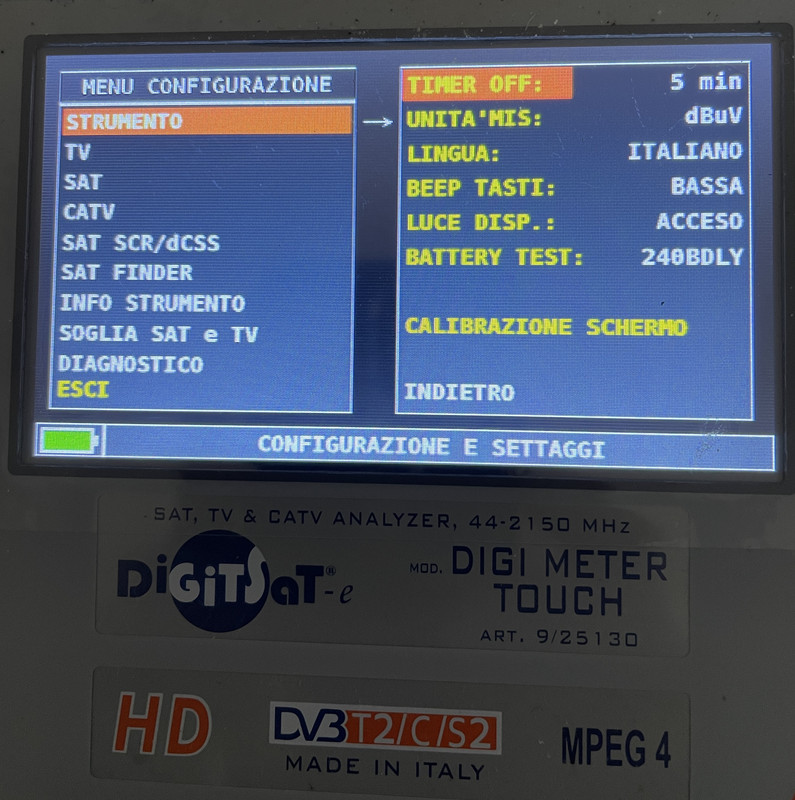 MENU CONFIGURAZIONE
STRUMENTO
TV
SAT
CATV
SAT SCR/dCSS
SAT FINDER
INFO STRUMENTO
SOGLIA SAT e TV
DIAGNOSTICO
ESCI
→ TIMER OFF: 5 min
UNITA'MIS: dBuV
LINGUA: ITALIANO
BEEP TASTI: BASSA
LUCE DISP.: ACCESO
BATTERY TEST: 240BDLY
CALIBRAZIONE SCHERMO
INDIETRO
CONFIGURAZIONE E SETTAGGI
SAT, TV & CATV ANALYZER, 44-2150 MHz
DiGiTSaT®-e
MOD. DIGI METER
TOUCH
ART. 9/25130
HD
DVB T2/C/S2
MPEG 4
MADE IN ITALY